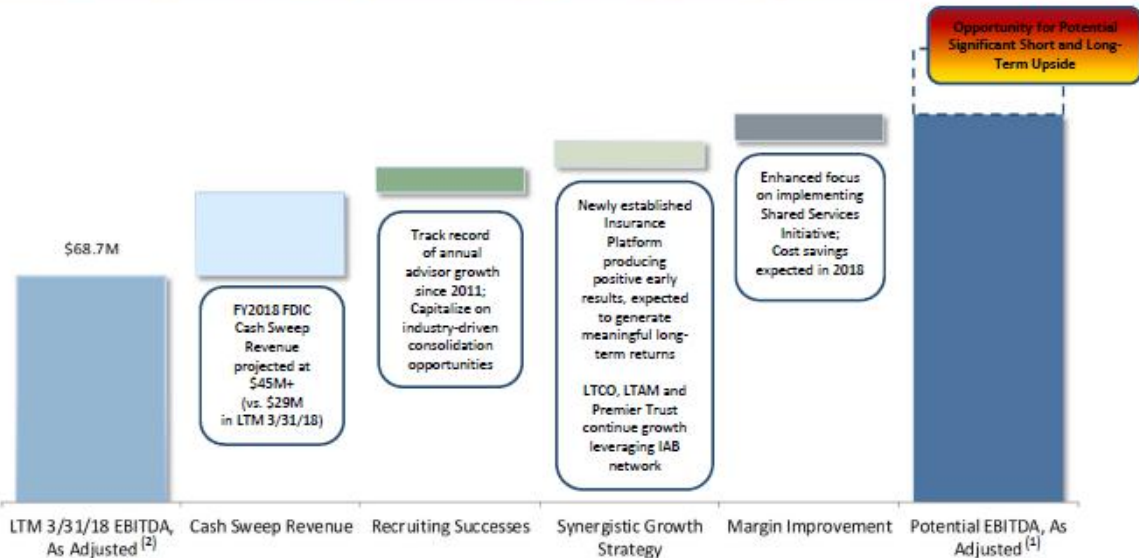 Opportunity for Potential
Significant Short and Long-
Term Upside
$68.7M
FY2018 FDIC
Cash Sweep
Revenue
projected at
$45M+
(vs. $29M
in LTM 3/31/18)
Track record
of annual
advisor growth
since 2011;
Capitalize on
industry-driven
consolidation
opportunities
Newly established
Insurance
Platform
producing
positive early
results, expected
to generate
meaningful long-
term returns
LTCO, LTAM and
Premier Trust
continue growth
leveraging IAB
network
Enhanced focus
on implementing
Shared Services
Initiative;
Cost savings
expected in 2018
LTM 3/31/18 EBITDA,
As Adjusted (2)
Cash Sweep Revenue
Recruiting Successes
Synergistic Growth
Strategy
Margin Improvement
Potential EBITDA, As
Adjusted (1)